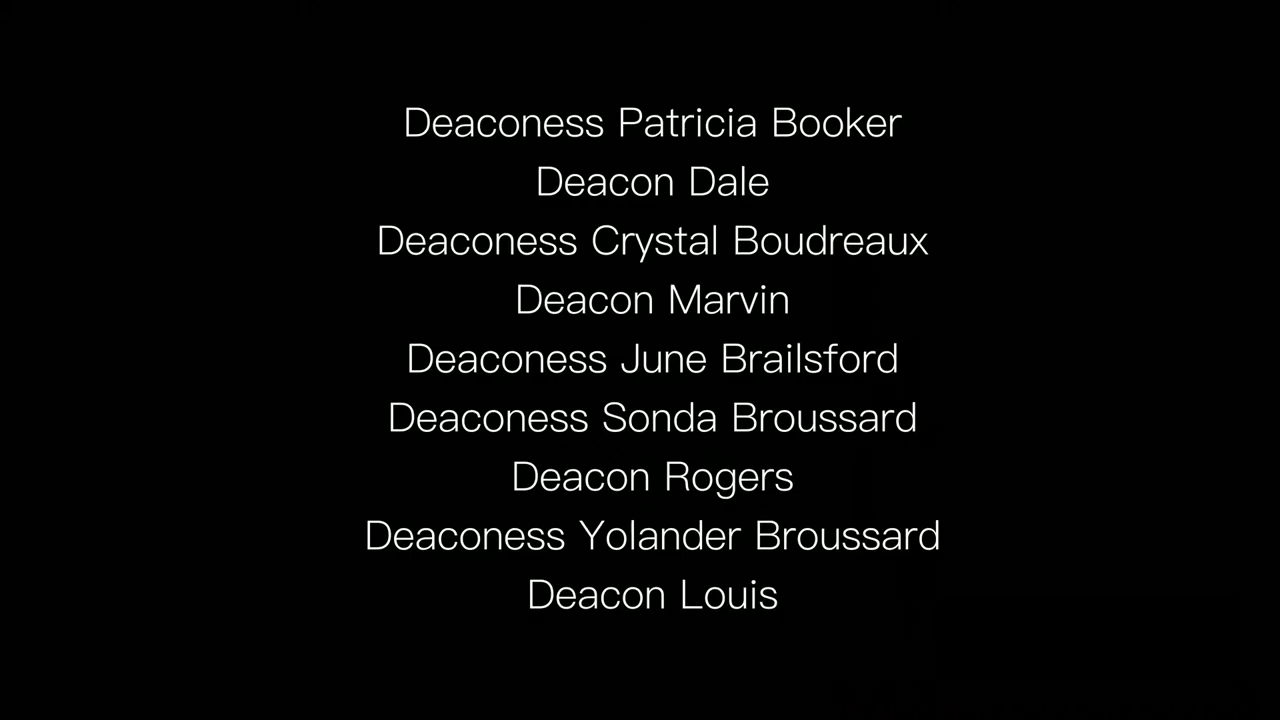 Deaconess Patricia Booker
Deacon Dale
Deaconess Crystal Boudreaux
Deacon Marvin
Deaconess June Brailsford
Deaconess Sonda Broussard
Deacon Rogers
Deaconess Yolander Broussard
Deacon Louis